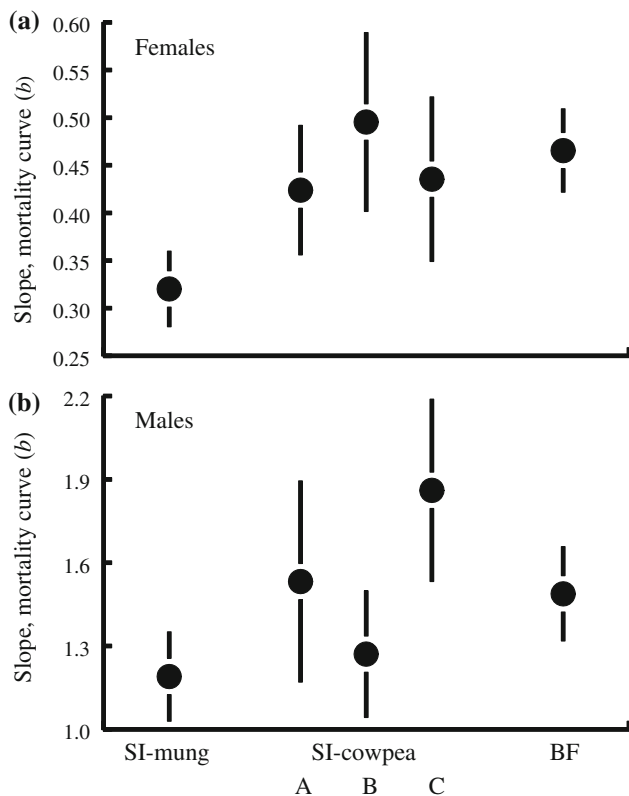 (a)
Females
Slope, mortality curve (b)
0.60
0.55
0.50
0.45
0.40
0.35
0.30
0.25
(b)
Males
Slope, mortality curve (b)
2.2
1.9
1.6
1.3
1.0
SI-mung SI-cowpea BF
A B C